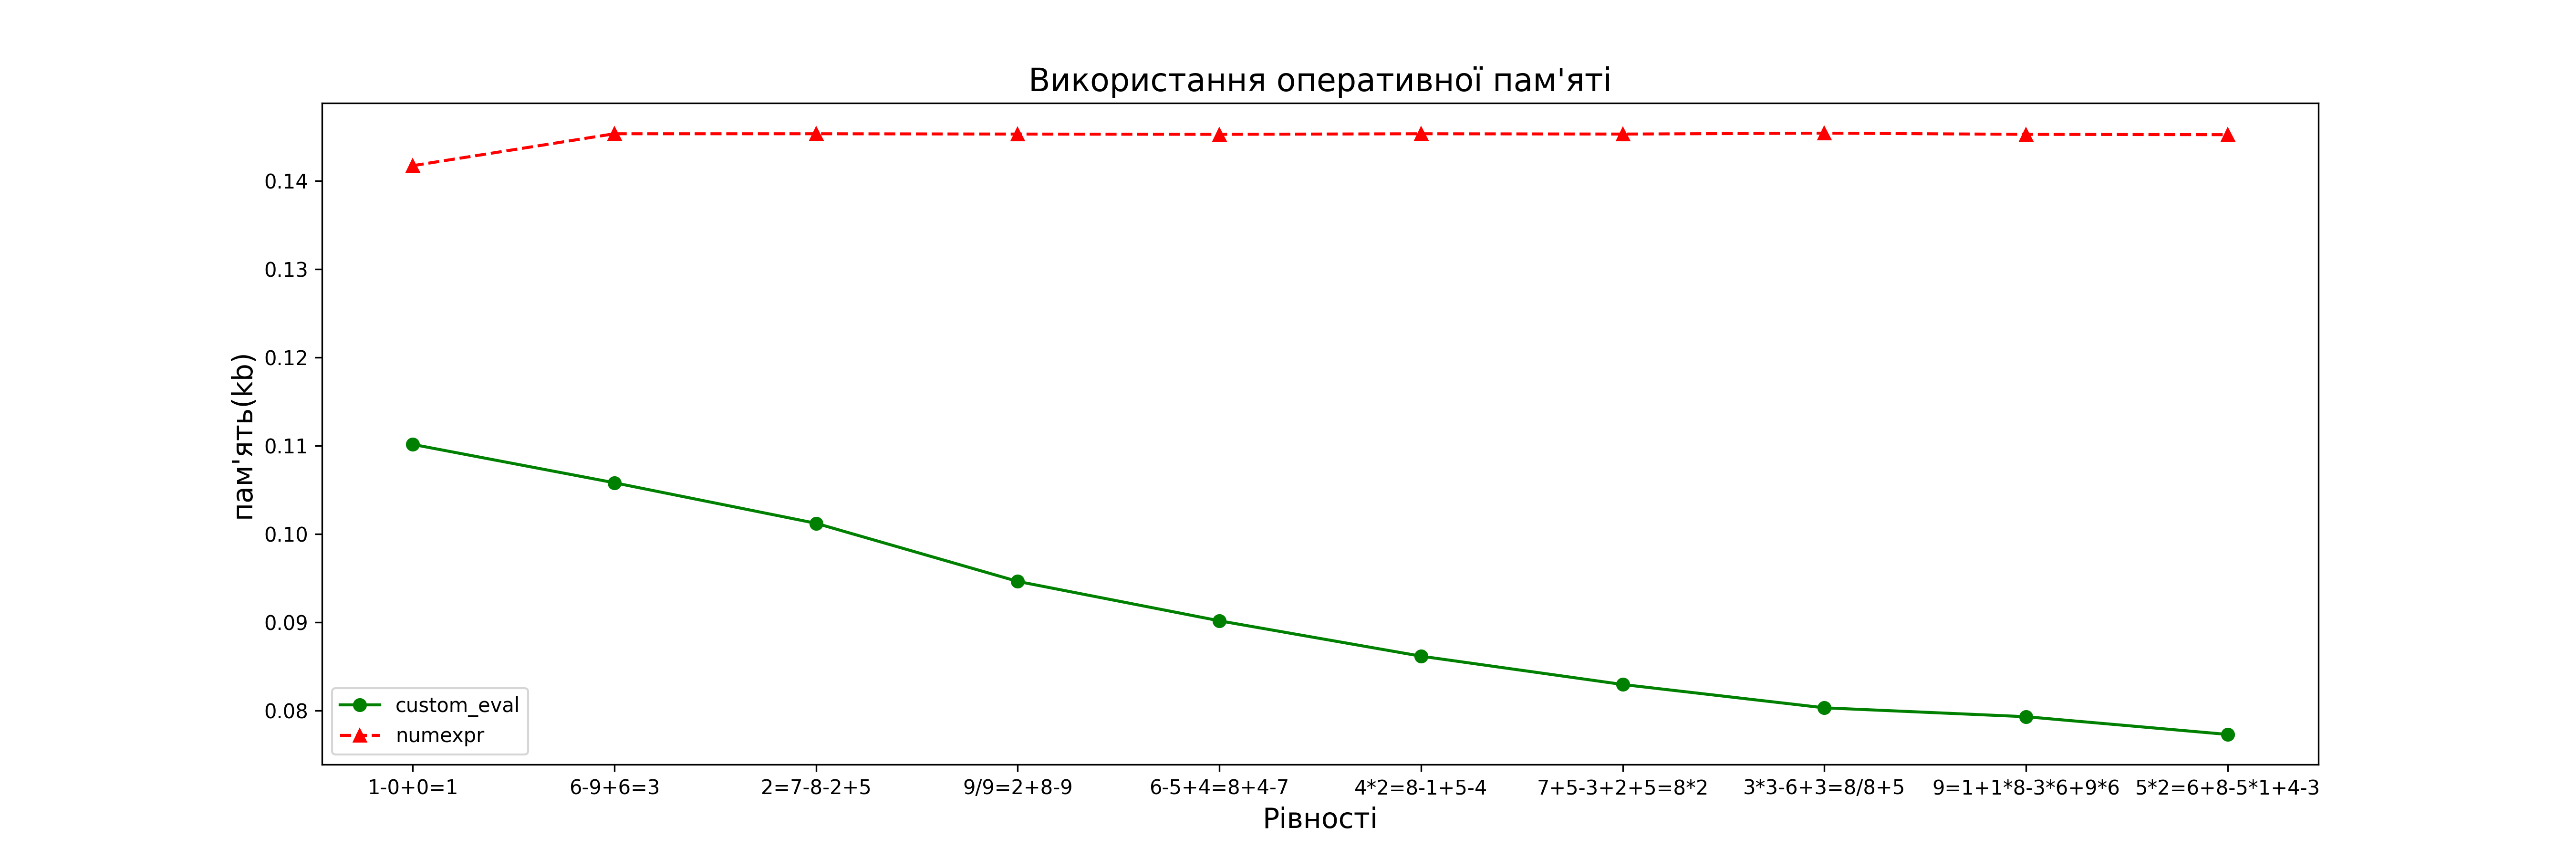 Використання оперативної пам'яті
пам'ять(kb)
0.14
0.13
0.12
0.11
0.10
0.09
0.08
custom_eval
numexpr
1-0+0=1 6-9+6=3 2=7-8-2+5 9/9=2+8-9 6-5+4=8+4-7 4*2=8-1+5-4 7+5-3+2+5=8*2 3*3-6+3=8/8+5 9=1+1*8-3*6+9*6 5*2=6+8-5*1+4-3
Рівності